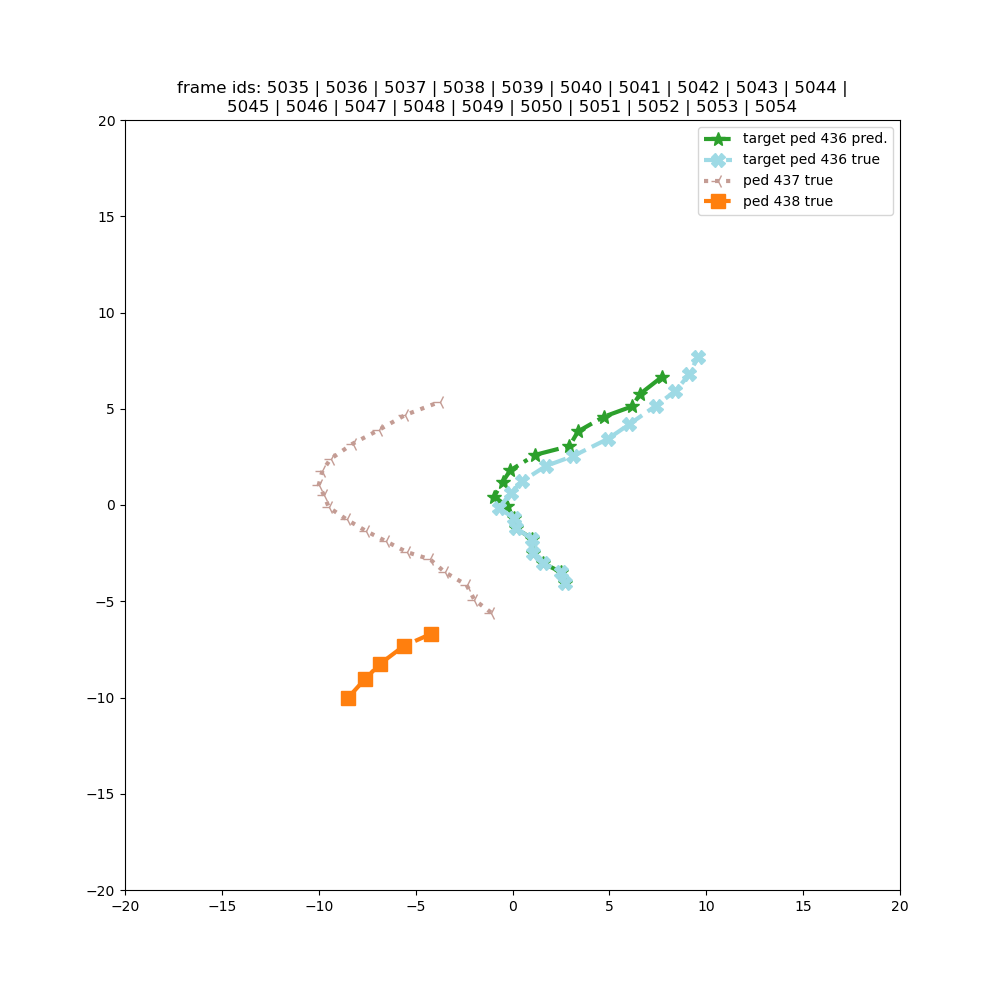 frame ids: 5035 | 5036 | 5037 | 5038 | 5039 | 5040 | 5041 | 5042 | 5043 | 5044 |
5045 | 5046 | 5047 | 5048 | 5049 | 5050 | 5051 | 5052 | 5053 | 5054
target ped 436 pred.
target ped 436 true
ped 437 true
ped 438 true
20
15
10
5
0
−5
−10
−15
−20
−20 −15 −10 −5 0 5 10 15 20